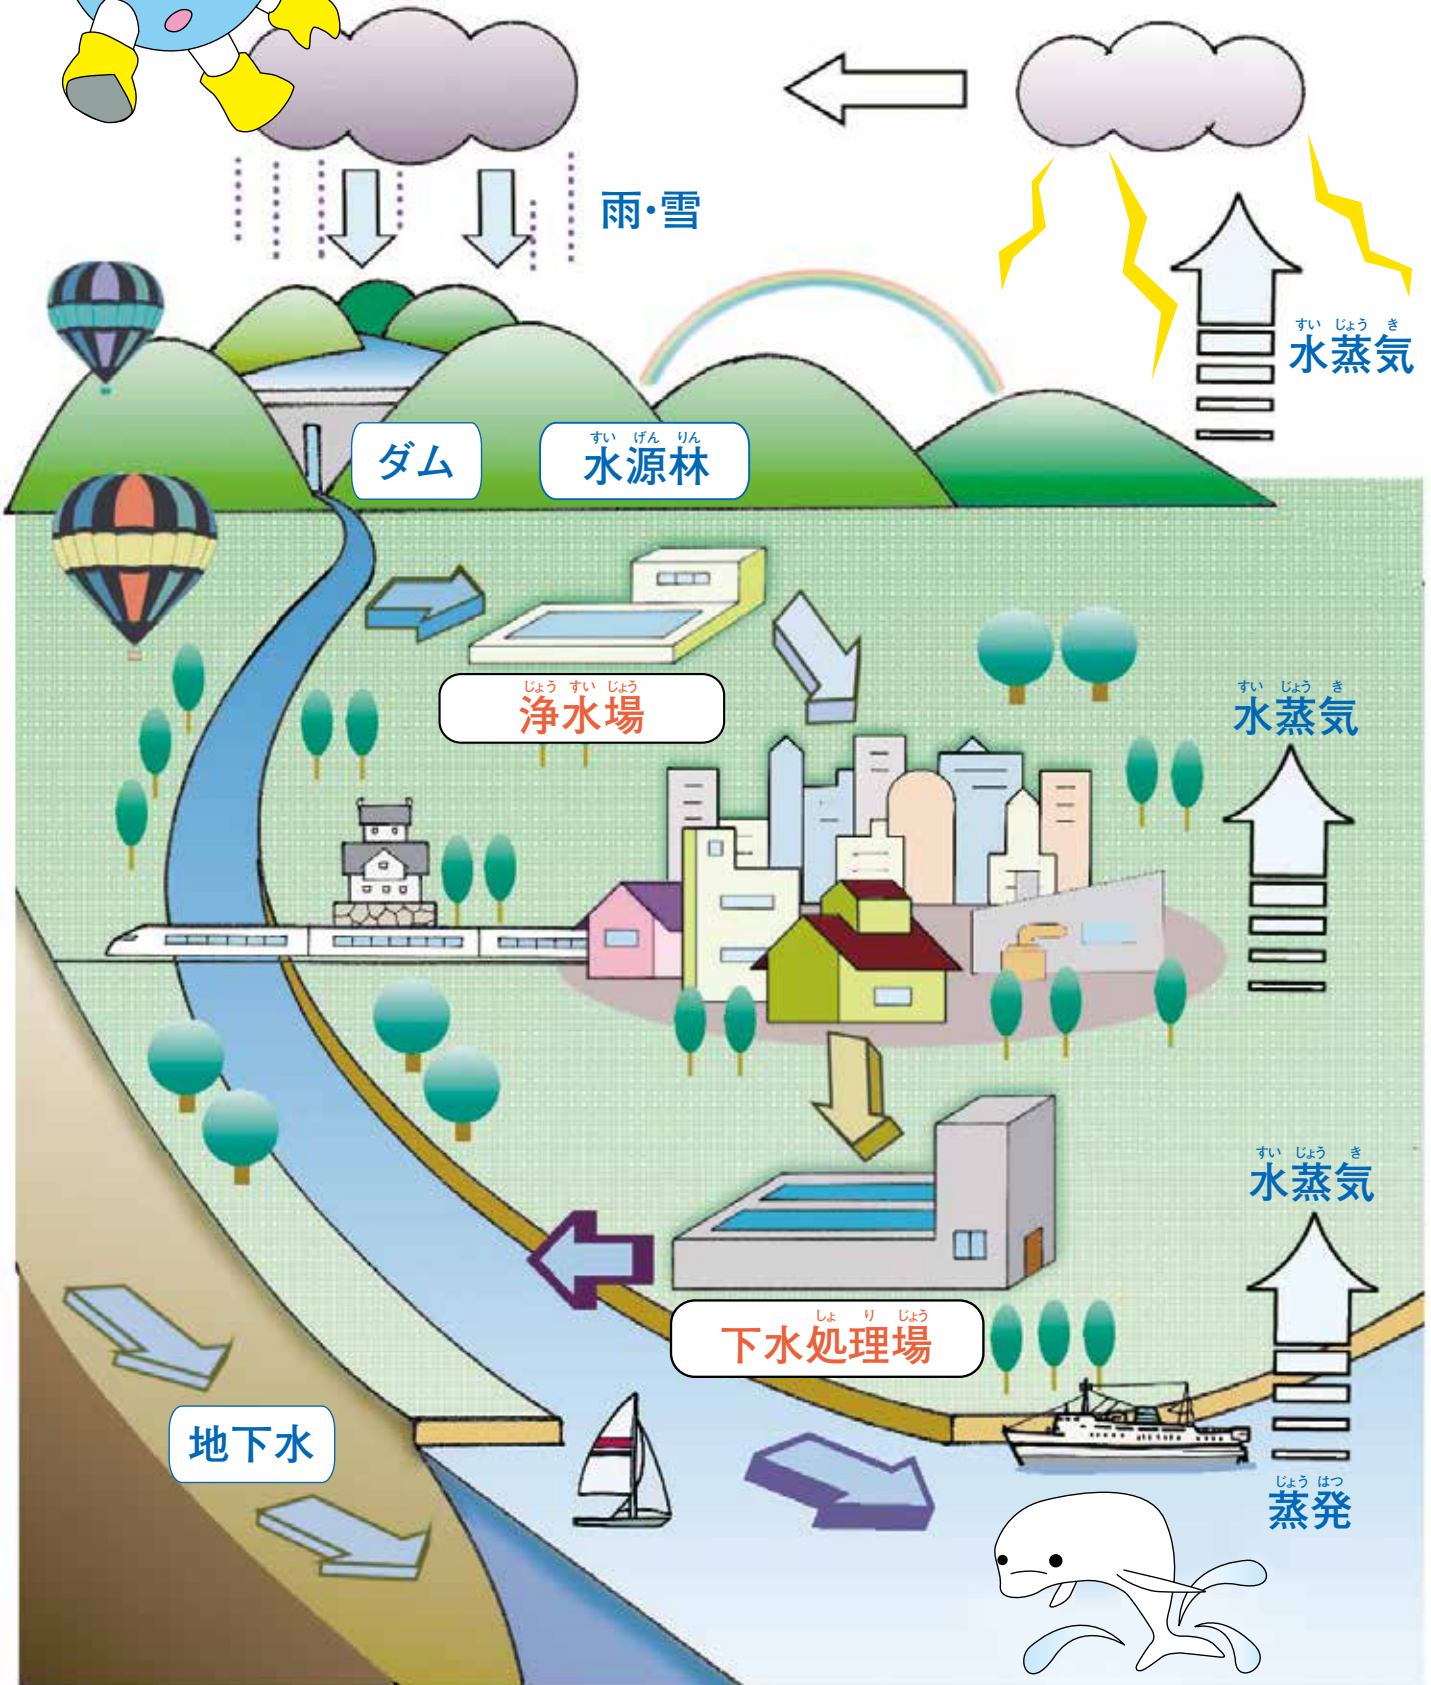 雨・雪
すい じょう き
水蒸気
ダム
すい げん りん
水源林
じょう すい じょう
浄水場
すい じょう き
水蒸気
すい じょう き
水蒸気
しょ り じょう
下水処理場
地下水
じょう はつ
蒸発